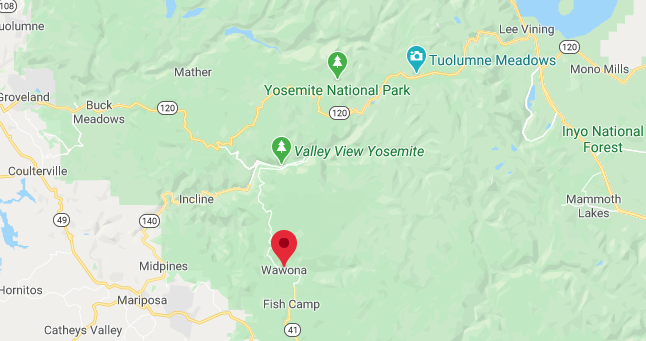 120
uolumne
Lee Vining
120
Tuolumne Meadows
Mono Mills
Mather
Yosemite National Park
Groveland
Buck
Meadows
120
120
Inyo National
Forest
Valley View Yosemite
Coulterville
Incline
Mammoth
Lakes
49
140
Midpines
Wawona
Hornitos
Mariposa
Fish Camp
Catheys Valley
41